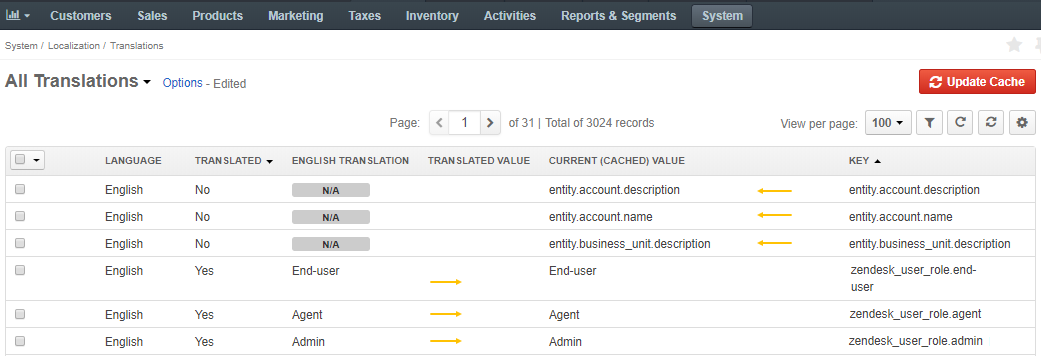 Customers Sales Products Marketing Taxes Inventory Activities Reports & Segments System
System / Localization / Translations
All Translations Options - Edited Update Cache
Page: 1 of 31 | Total of 3024 records View per page: 100
LANGUAGE TRANSLATED ENGLISH TRANSLATION TRANSLATED VALUE CURRENT (CACHED) VALUE KEY
English No N/A entity.account.description entity.account.description
English No N/A entity.account.name entity.account.name
English No N/A entity.business_unit.description entity.business_unit.description
English Yes End-user End-user zendesk_user_role.end-
user
English Yes Agent Agent zendesk_user_role.agent
English Yes Admin Admin zendesk_user_role.admin